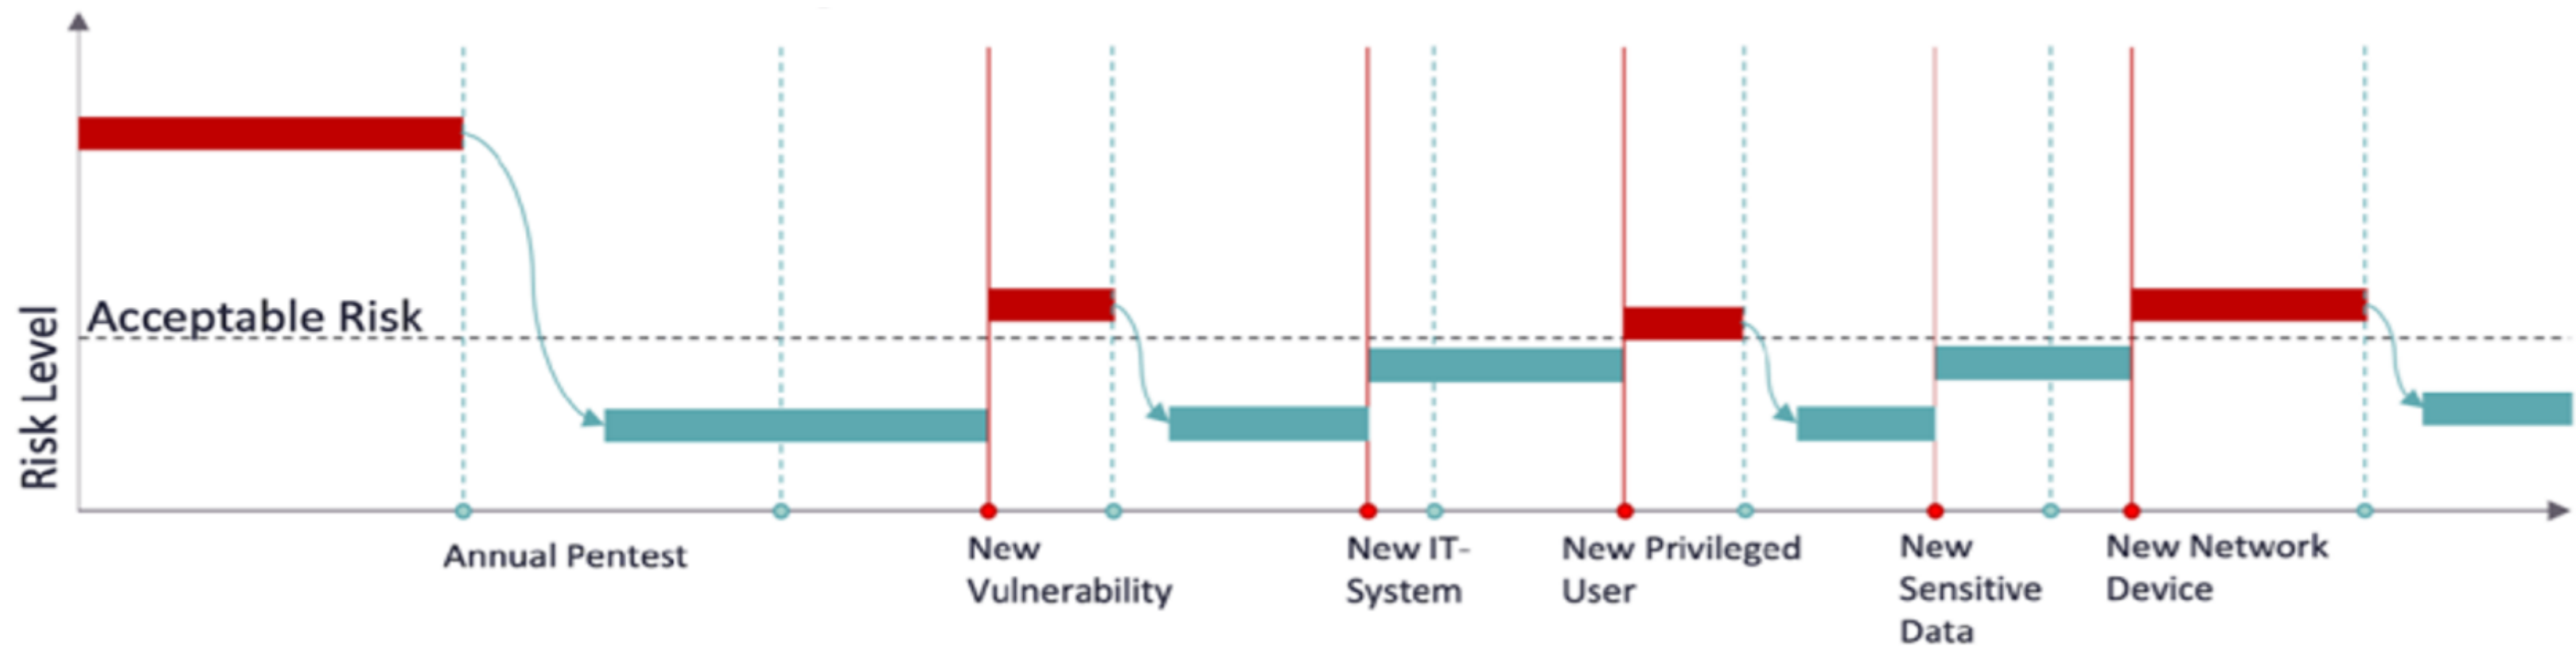 Risk Level
Acceptable Risk
Annual Pentest
New
Vulnerability
New IT-
System
New Privileged
User
New
Sensitive
Data
New Network
Device